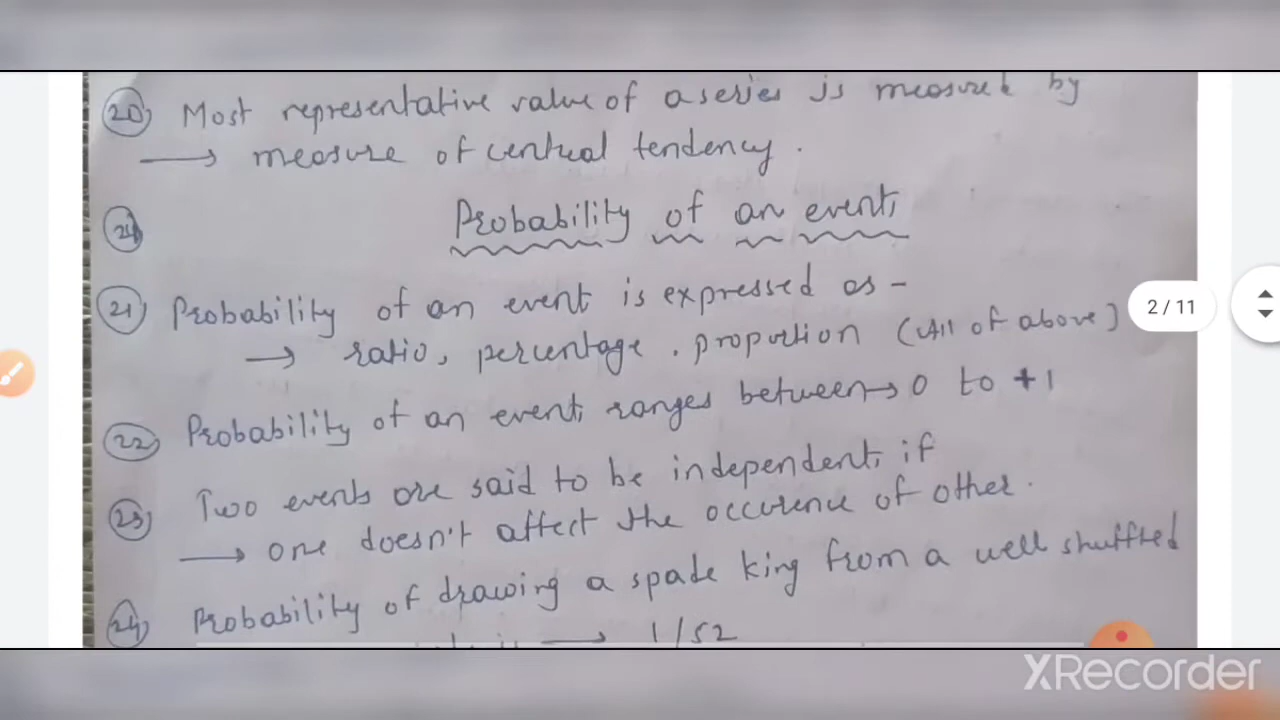 20) Most representative value of a series is measured by
→ measure of central tendency.
21)
Probability of an event
21) Probability of an event is expressed as -
→ ratio, percentage, proportion (All of above)
22) Probability of an event ranges between → 0 to +1
23) Two events are said to be independent if
→ one doesn't affect the occurence of other.
24) Probability of drawing a spade king from a well shuffled
→ 1/52
2/11
XRecorder